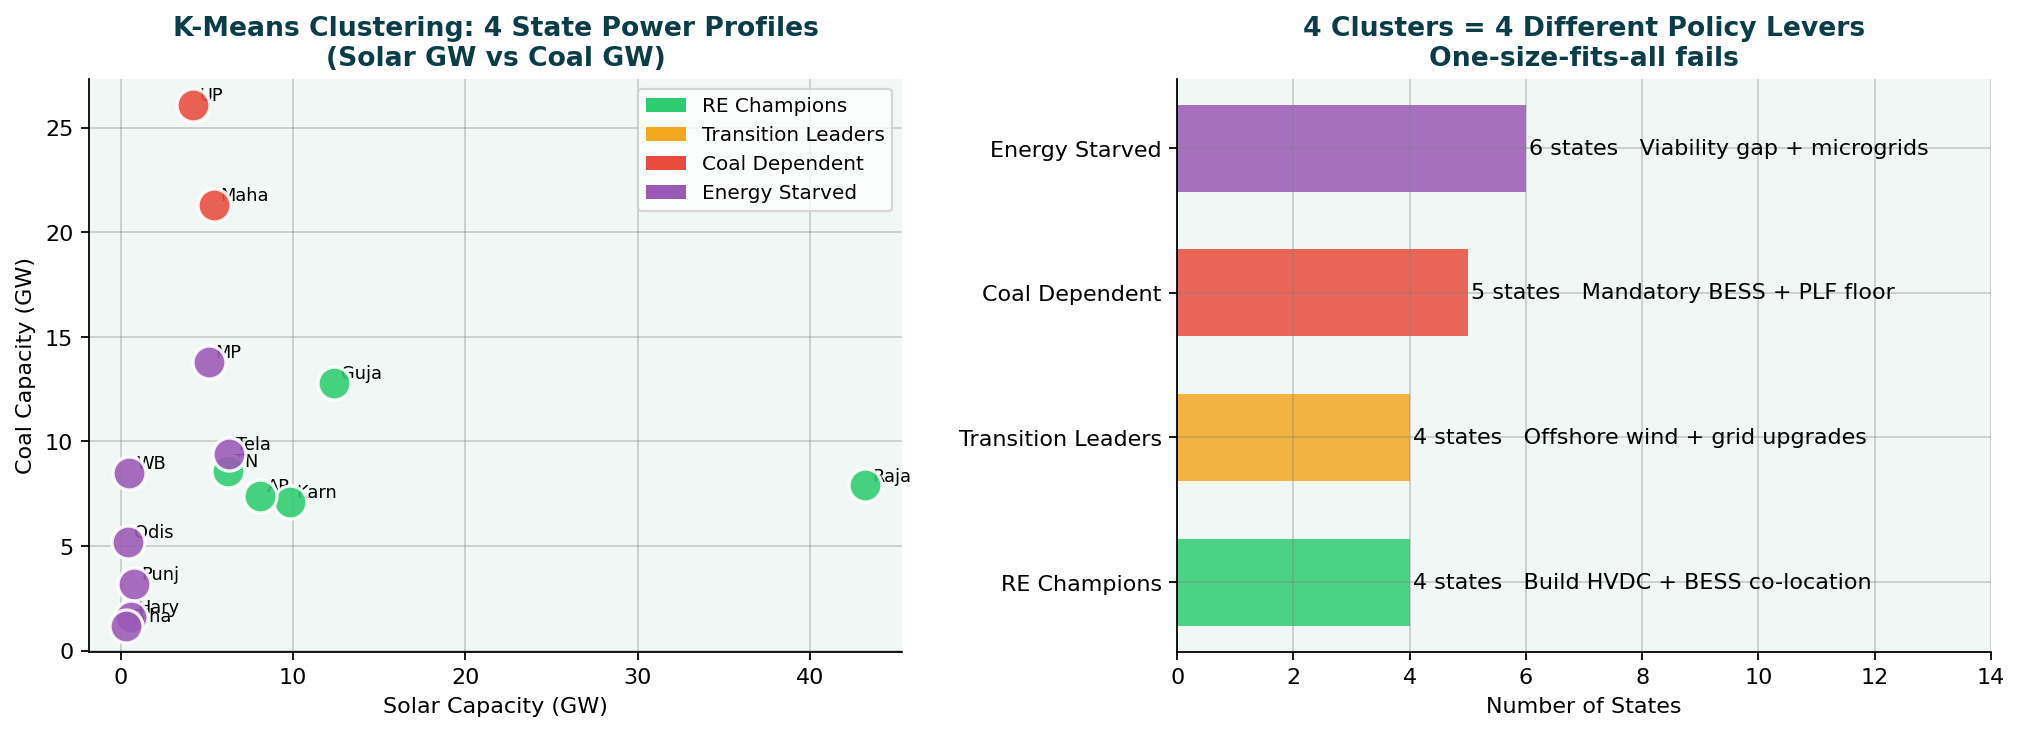 K-Means Clustering: 4 State Power Profiles
(Solar GW vs Coal GW)
RE Champions
Transition Leaders
Coal Dependent
Energy Starved
UP
Maha
MP
Guja
Tela
WB
Karn
Raja
Odis
Punj
Hary
25
20
15
10
5
0
Coal Capacity (GW)
0
10
20
30
40
Solar Capacity (GW)
4 Clusters = 4 Different Policy Levers
One-size-fits-all fails
Energy Starved
6 states Viability gap + microgrids
Coal Dependent
5 states Mandatory BESS + PLF floor
Transition Leaders
4 states Offshore wind + grid upgrades
RE Champions
4 states Build HVDC + BESS co-location
0
2
4
6
8
10
12
14
Number of States